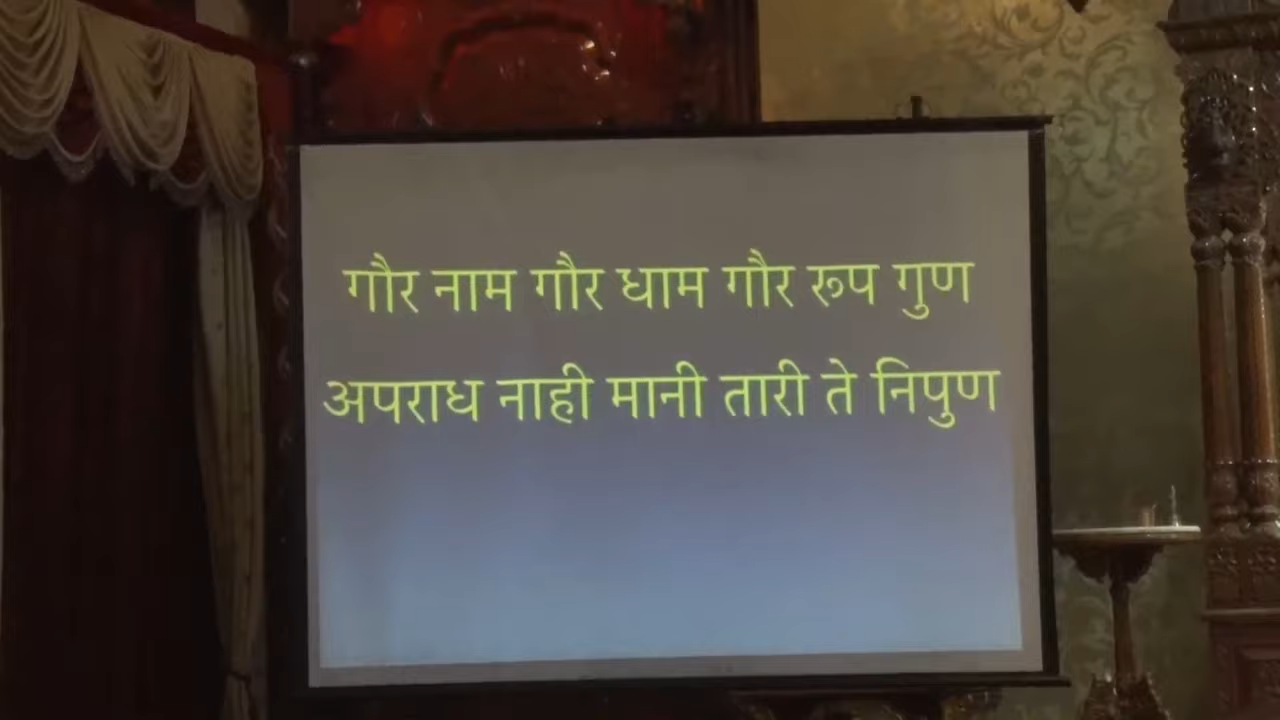 गौर नाम गौर धाम गौर रूप गुण
अपराध नाही मानी तारी ते निपुण